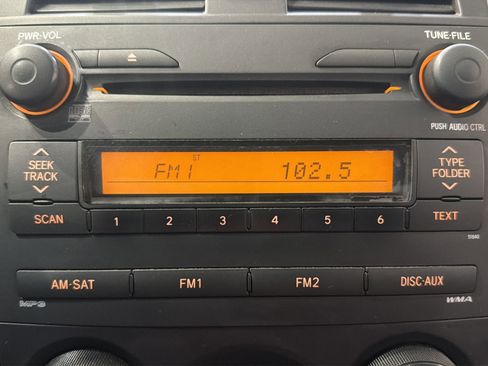 PWR•VOL
TUNE•FILE
PUSH AUDIO CTRL
SEEK
TRACK
ST
FM1 102.5
TYPE
FOLDER
SCAN 1 2 3 4 5 6 TEXT
51840
AM•SAT FM1 FM2 DISC•AUX
MP3 WMA